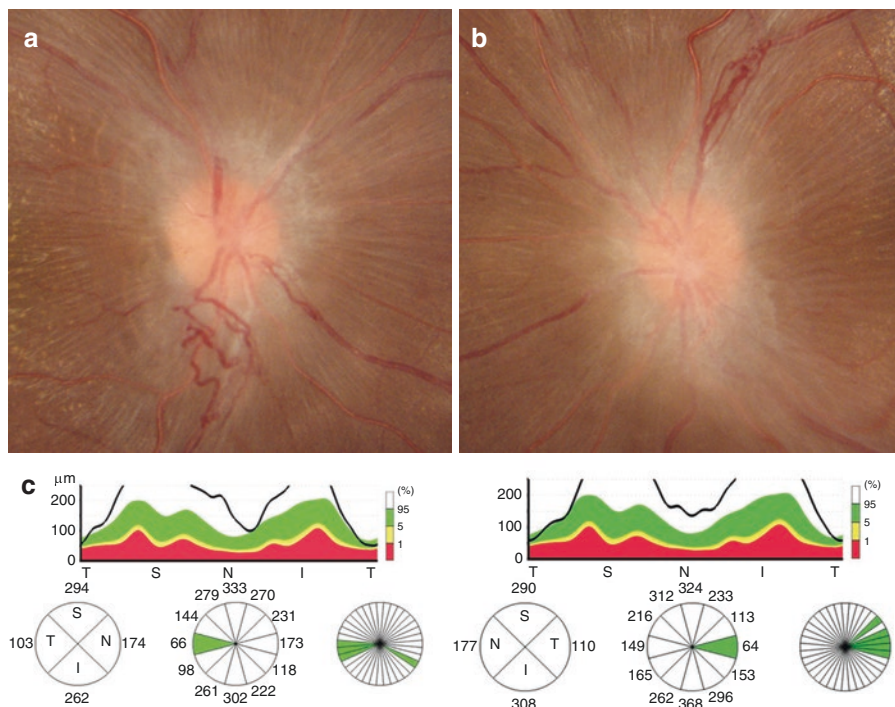 a
b
c
μm
200
100
0
(%)
95
5
1
T S N I T
200
100
0
(%)
95
5
1
T S N I T
294
S
103 T N 174
I
262
333
279 270
144 231
66 173
98 118
261 222
302
290
S
177 N T 110
I
308
324
312 233
216 113
149 64
165 153
262 296
368